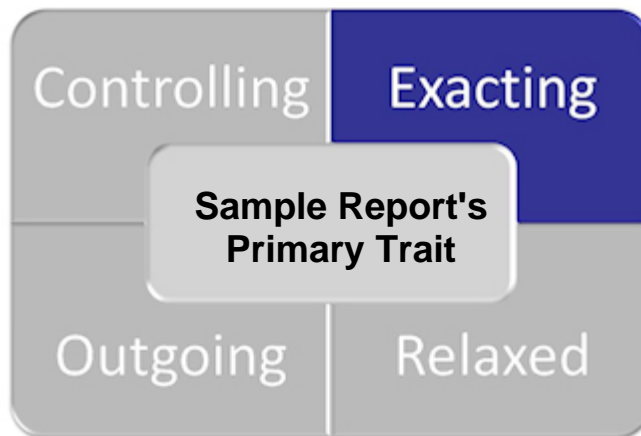 Controlling
Exacting
Sample Report's
Primary Trait
Outgoing
Relaxed